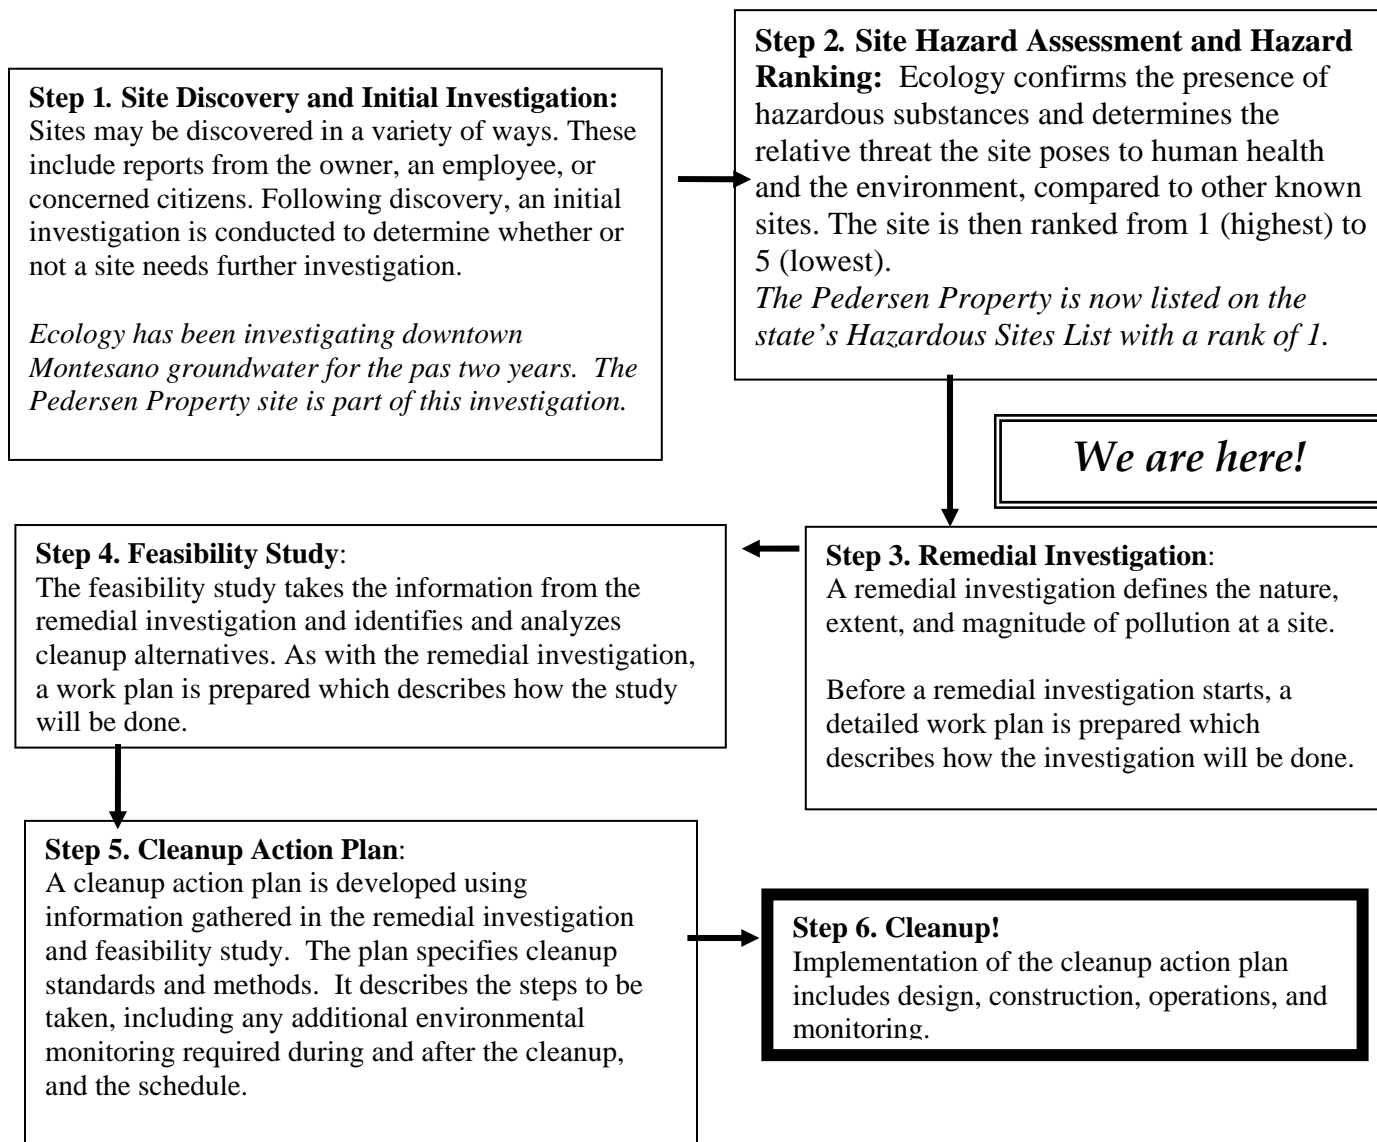 Step 1. Site Discovery and Initial Investigation:
Sites may be discovered in a variety of ways. These
include reports from the owner, an employee, or
concerned citizens. Following discovery, an initial
investigation is conducted to determine whether or
not a site needs further investigation.
Ecology has been investigating downtown
Montesano groundwater for the pas two years.  The
Pedersen Property site is part of this investigation.
Step 2. Site Hazard Assessment and Hazard
Ranking:  Ecology confirms the presence of
hazardous substances and determines the
relative threat the site poses to human health
and the environment, compared to other known
sites. The site is then ranked from 1 (highest) to
5 (lowest).
The Pedersen Property is now listed on the
state's Hazardous Sites List with a rank of 1.
We are here!
Step 3. Remedial Investigation:
A remedial investigation defines the nature,
extent, and magnitude of pollution at a site.
Before a remedial investigation starts, a
detailed work plan is prepared which
describes how the investigation will be done.
Step 4. Feasibility Study:
The feasibility study takes the information from the
remedial investigation and identifies and analyzes
cleanup alternatives. As with the remedial investigation,
a work plan is prepared which describes how the study
will be done.
Step 5. Cleanup Action Plan:
A cleanup action plan is developed using
information gathered in the remedial investigation
and feasibility study.  The plan specifies cleanup
standards and methods.  It describes the steps to be
taken, including any additional environmental
monitoring required during and after the cleanup,
and the schedule.
Step 6. Cleanup!
Implementation of the cleanup action plan
includes design, construction, operations, and
monitoring.